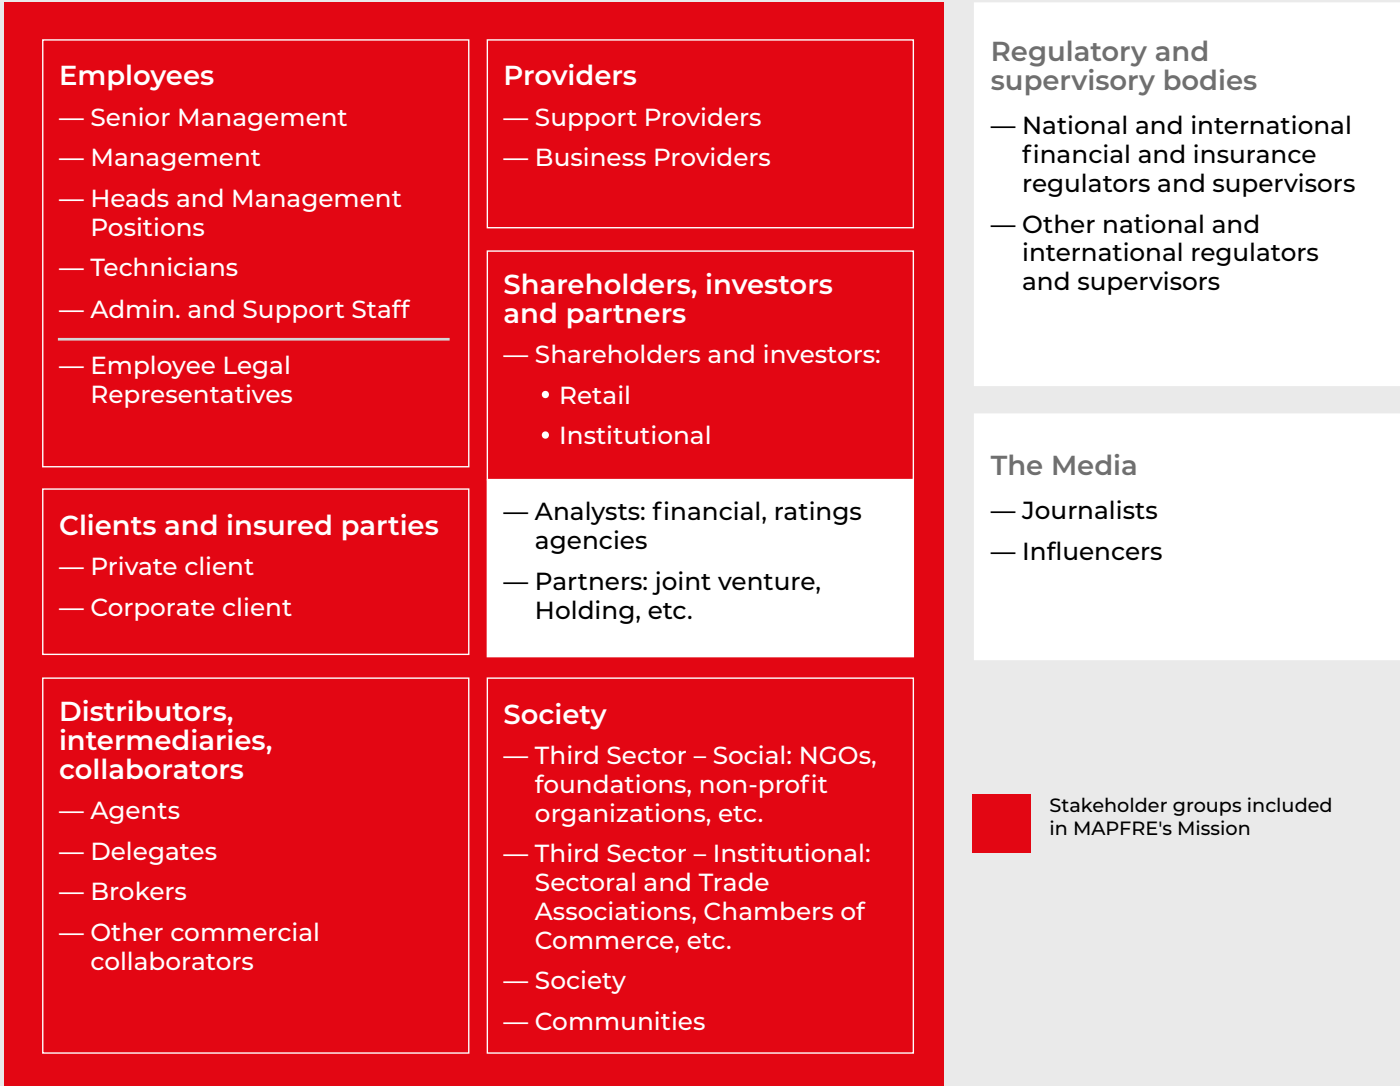 Employees
— Senior Management
— Management
— Heads and Management
Positions
— Technicians
— Admin. and Support Staff
— Employee Legal
Representatives
Clients and insured parties
— Private client
— Corporate client
Distributors,
intermediaries,
collaborators
— Agents
— Delegates
— Brokers
— Other commercial
collaborators
Providers
— Support Providers
— Business Providers
Shareholders, investors
and partners
— Shareholders and investors:
• Retail
• Institutional
— Analysts: financial, ratings
agencies
— Partners: joint venture,
Holding, etc.
Society
— Third Sector – Social: NGOs,
foundations, non-profit
organizations, etc.
— Third Sector – Institutional:
Sectoral and Trade
Associations, Chambers of
Commerce, etc.
— Society
— Communities
Regulatory and
supervisory bodies
— National and international
financial and insurance
regulators and supervisors
— Other national and
international regulators
and supervisors
The Media
— Journalists
— Influencers
Stakeholder groups included
in MAPFRE's Mission